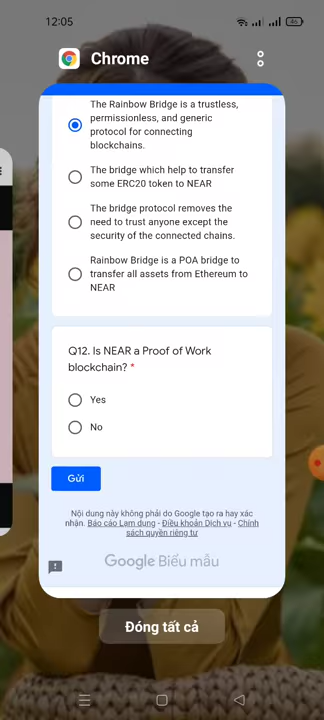 12:05
46
Chrome
The Rainbow Bridge is a trustless,
permissionless, and generic
protocol for connecting
blockchains.
The bridge which help to transfer
some ERC20 token to NEAR
The bridge protocol removes the
need to trust anyone except the
security of the connected chains.
Rainbow Bridge is a POA bridge to
transfer all assets from Ethereum to
NEAR
Q12. Is NEAR a Proof of Work
blockchain? *
Yes
No
Gửi
Nội dung này không phải do Google tạo ra hay xác
nhận. Báo cáo Lạm dụng - Điều khoản Dịch vụ - Chính
sách quyền riêng tư
Google Biểu mẫu
Đóng tất cả